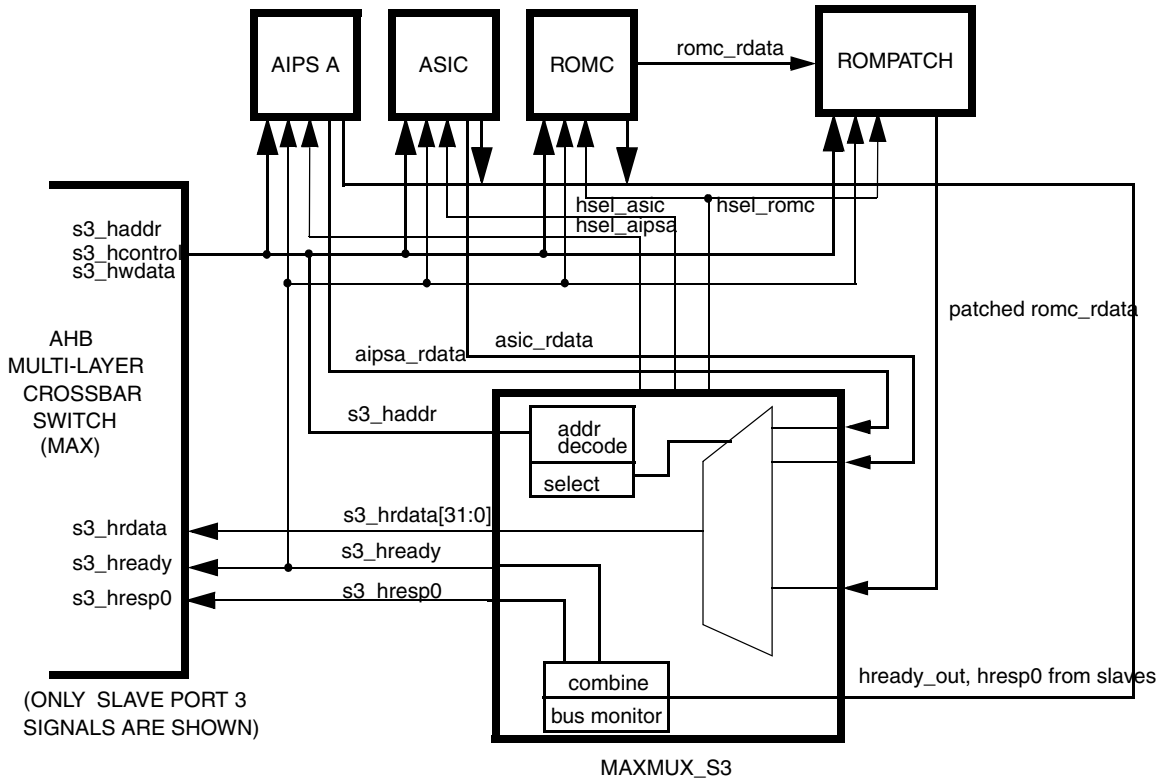 AIPS A
ASIC
ROMC
romc_rdata
ROMPATCH
hsel_asic
hsel_romc
hsel_aipsa
s3_haddr
s3_hcontrol
s3_hwdata
patched romc_rdata
AHB
MULTI-LAYER
CROSSBAR
SWITCH
(MAX)
aipsa_rdata
asic_rdata
s3_haddr
addr
decode
select
s3_hrdata
s3_hrdata[31:0]
s3_hready
s3_hready
s3_hresp0
s3_hresp0
combine
bus monitor
hready_out, hresp0 from slaves
(ONLY SLAVE PORT 3
SIGNALS ARE SHOWN)
MAXMUX_S3